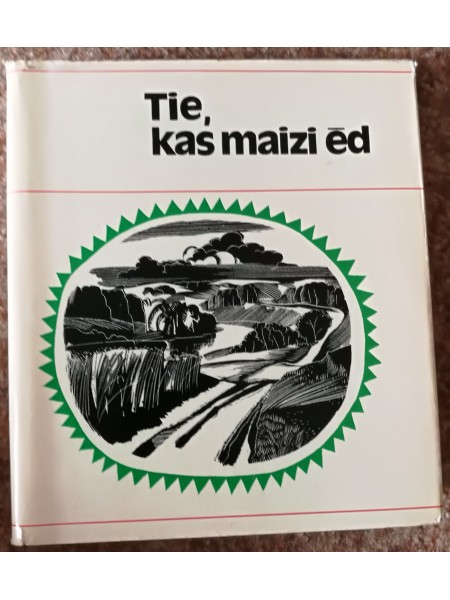 Tie,
kas maizi ēd